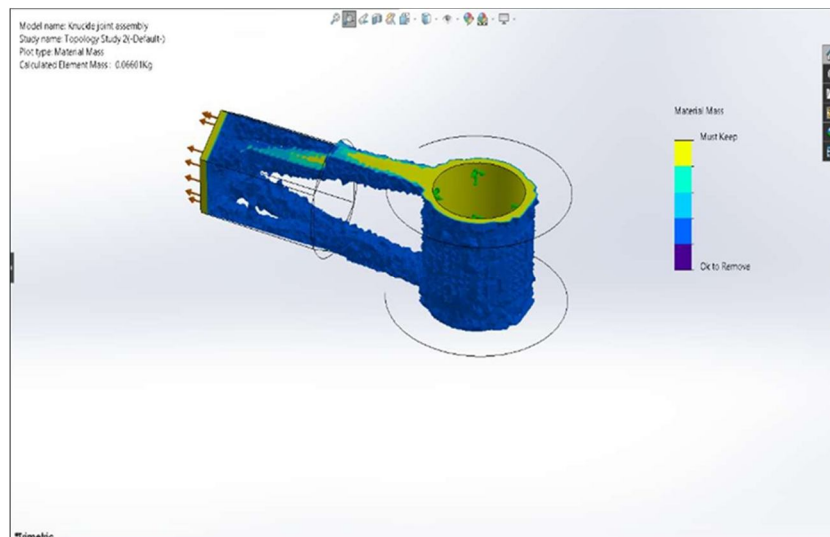 Model name: Knuckle joint assembly
Study name: Topology Study 2(-Default-)
Plot type: Material Mass
Calculated Element Mass : 0.06601Kg
Material Mass
Must Keep
Ok to Remove
*Trimetric